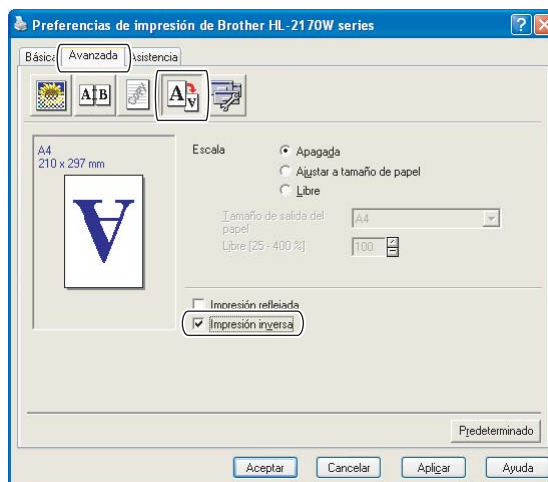 Preferencias de impresión de Brother HL-2170W series
Básica Avanzada Asistencia
A B
A A
A4
210 x 297 mm
A
Escala Apagada
Ajustar a tamaño de papel
Libre
Tamaño de salida del papel A4
Libre [25 - 400 %] 100
Impresión reflejada
Impresión inversa
Predeterminado
Aceptar Cancelar Aplicar Ayuda